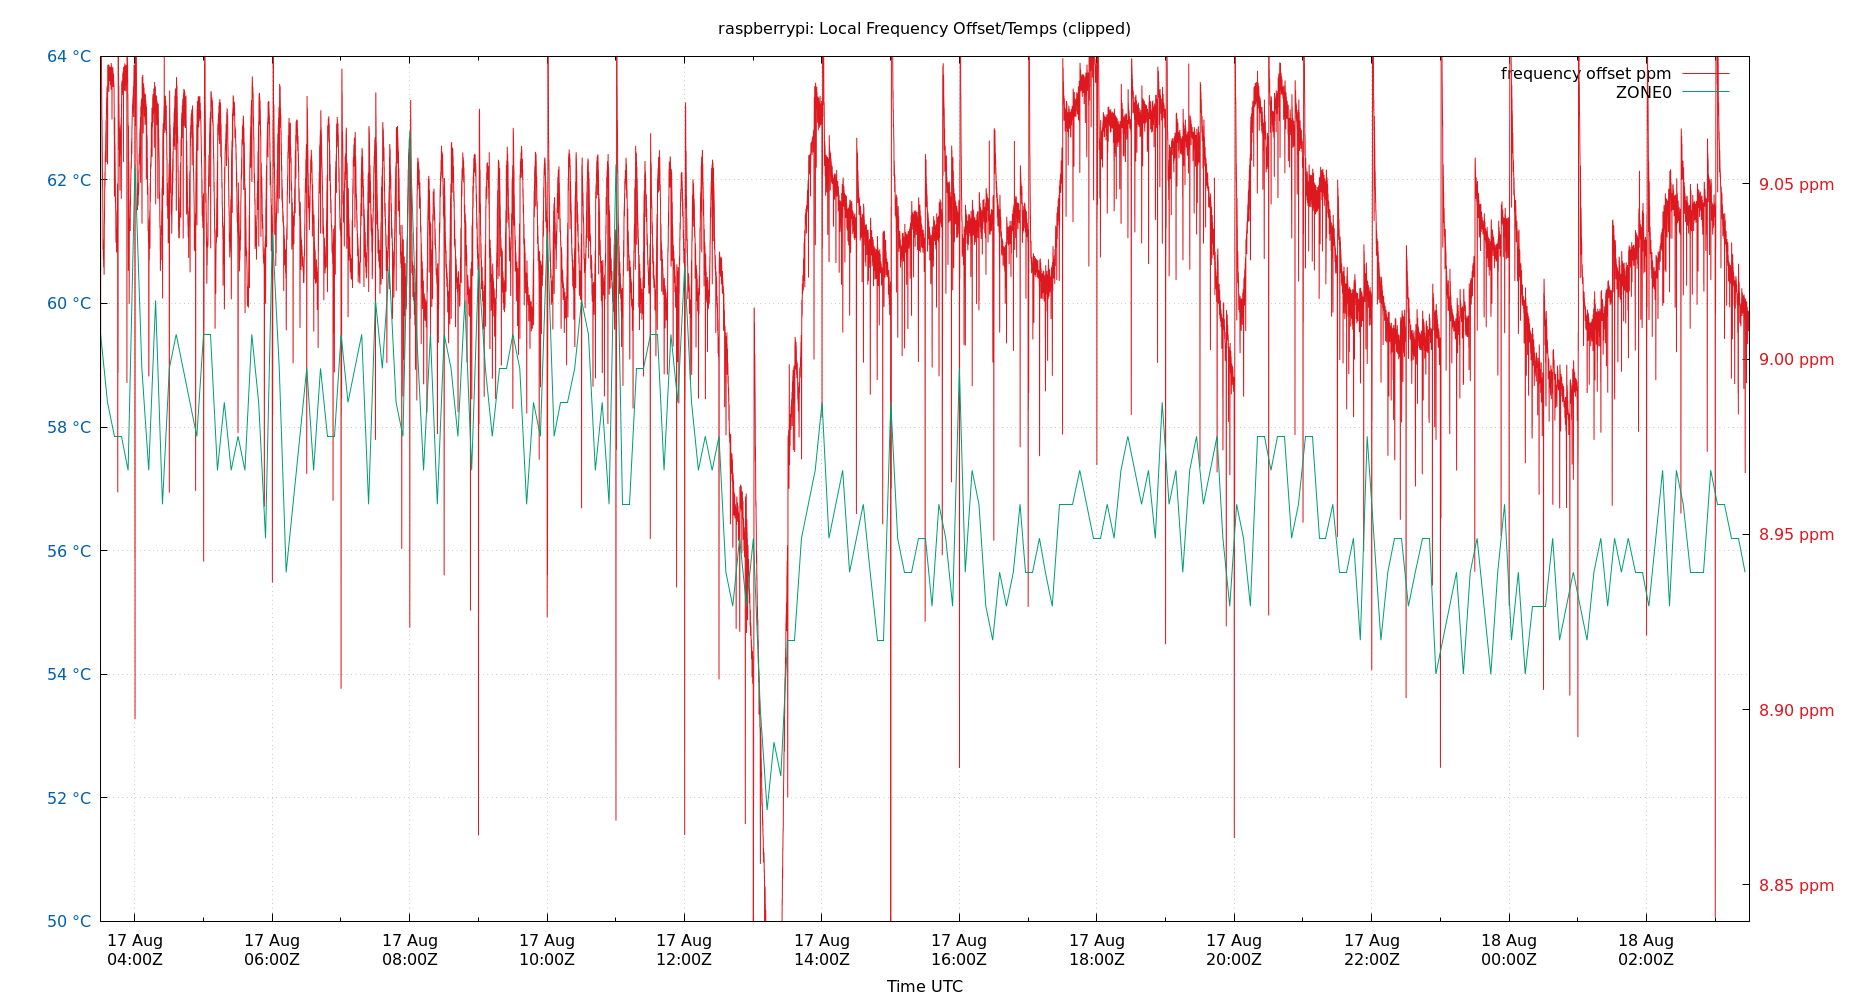 raspberrypi: Local Frequency Offset/Temps (clipped)
64 °C
62 °C
60 °C
58 °C
56 °C
54 °C
52 °C
50 °C
frequency offset ppm
ZONE0
9.05 ppm
9.00 ppm
8.95 ppm
8.90 ppm
8.85 ppm
17 Aug 17 Aug 17 Aug 17 Aug 17 Aug 17 Aug 17 Aug 17 Aug 17 Aug 17 Aug 18 Aug 18 Aug
04:00Z 06:00Z 08:00Z 10:00Z 12:00Z 14:00Z 16:00Z 18:00Z 20:00Z 22:00Z 00:00Z 02:00Z
Time UTC